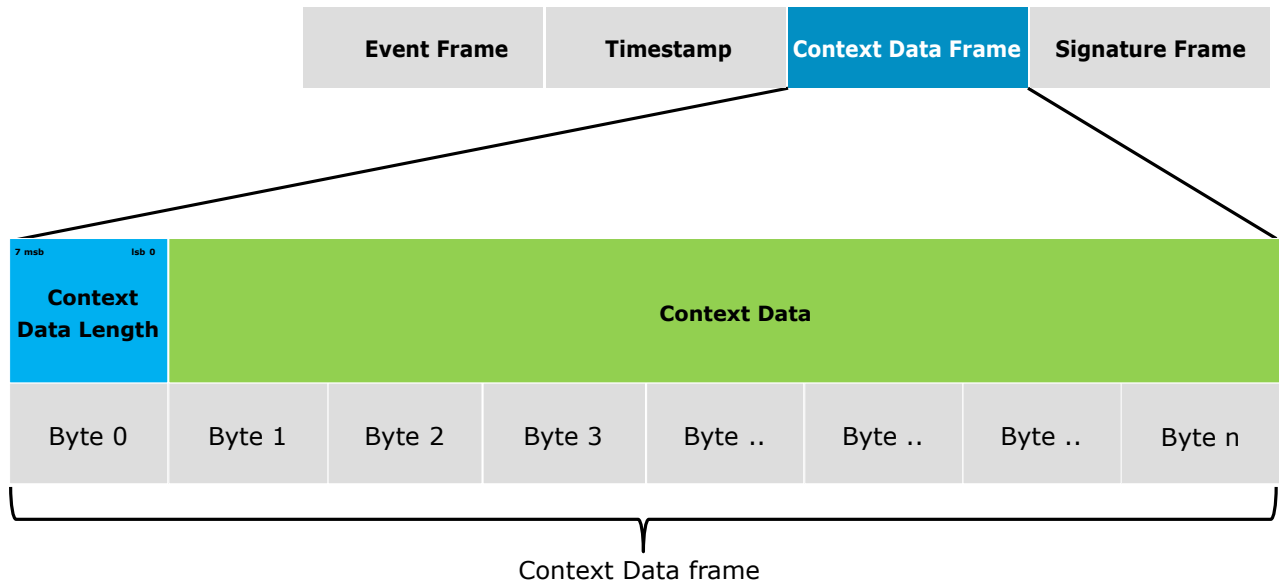 Event Frame Timestamp Context Data Frame Signature Frame
7 msb lsb 0
Context
Data Length
Context Data
Byte 0 Byte 1 Byte 2 Byte 3 Byte .. Byte .. Byte .. Byte n
Context Data frame